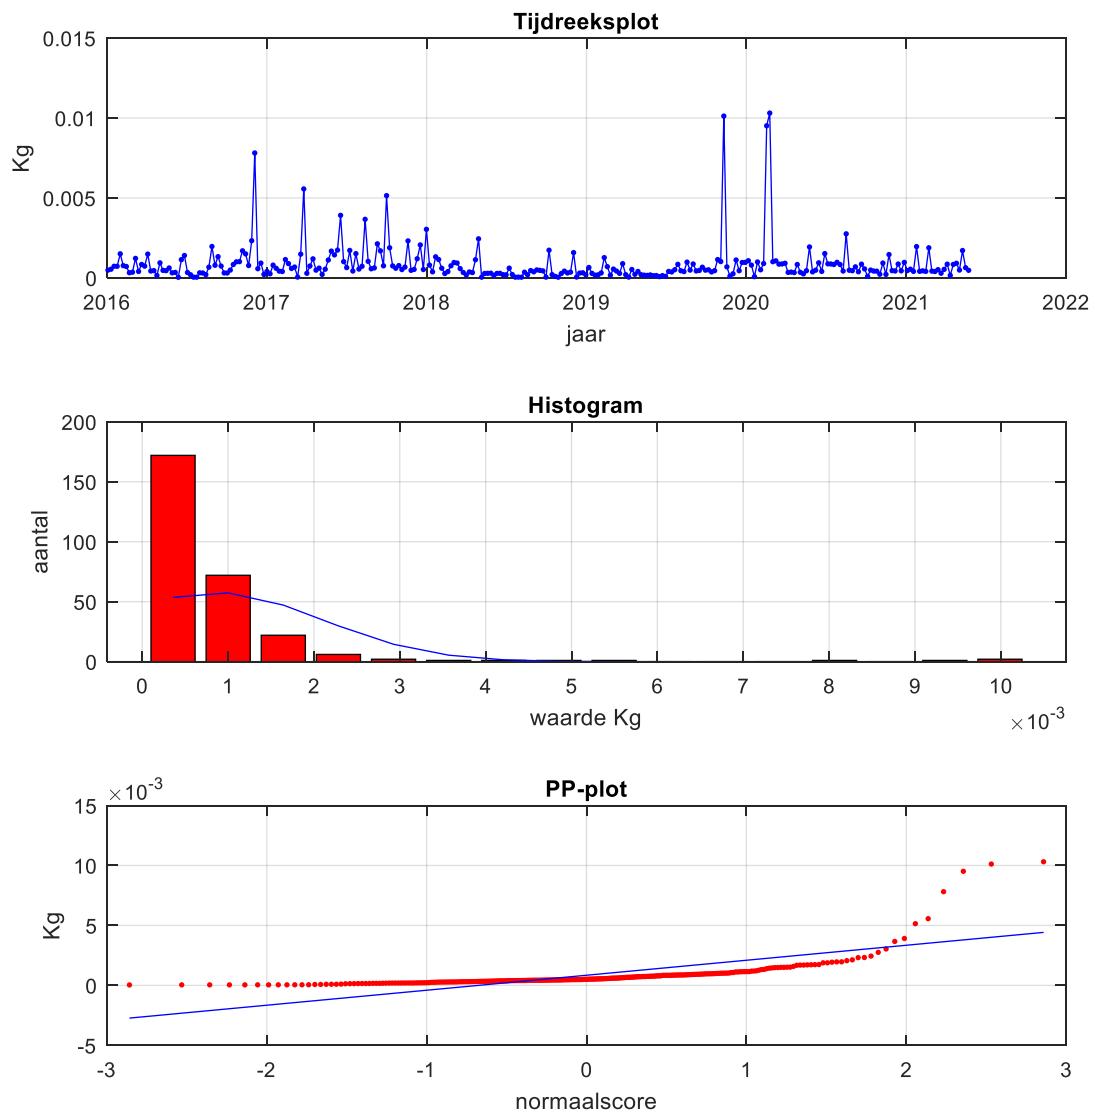 Tijdreeksplot
0.015
0.01
0.005
0
Kg
2016 2017 2018 2019 2020 2021 2022
jaar
Histogram
200
150
100
50
0
aantal
0 1 2 3 4 5 6 7 8 9 10
waarde Kg
×10⁻³
PP-plot
×10⁻³
15
10
5
0
-5
Kg
-3 -2 -1 0 1 2 3
normaalscore